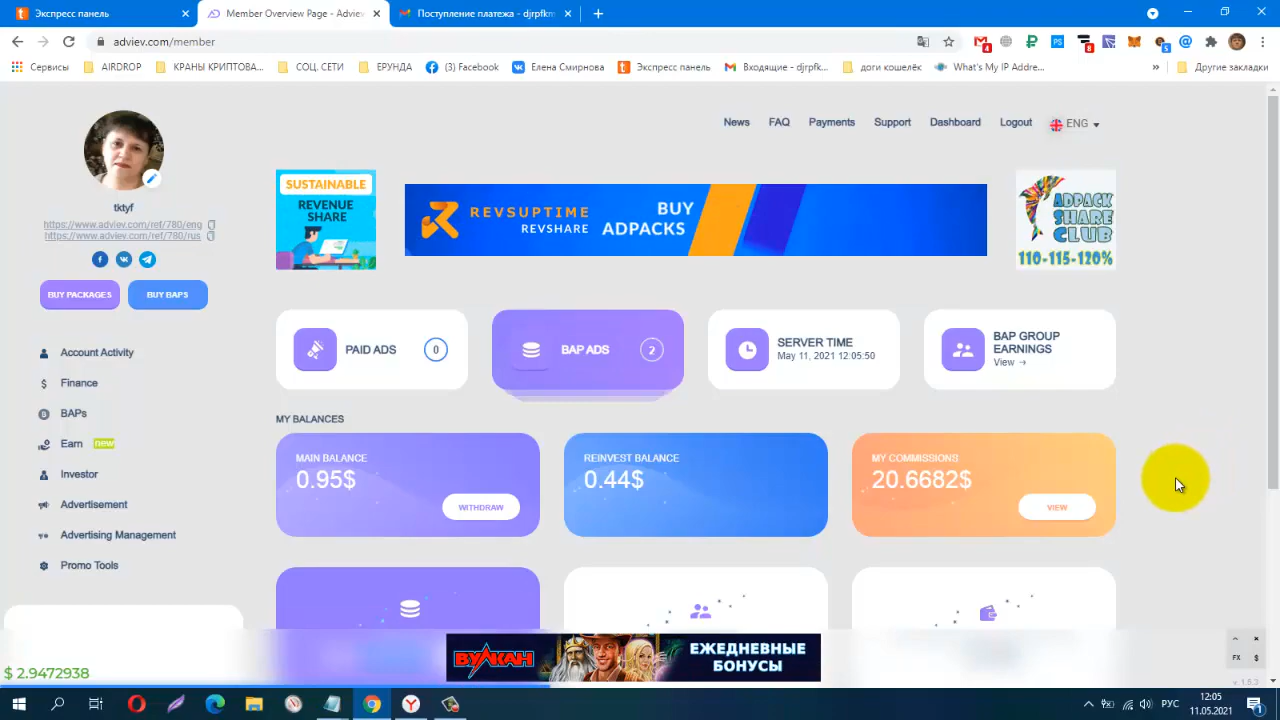 Экспресс панель
Member Overview Page - Adviev
Поступление платежа - djrpfkm
adviev.com/member
Сервисы
AIRDROP
КРАНЫ КРИПТОВА...
СОЦ. СЕТИ
ЕРУНДА
(3) Facebook
Елена Смирнова
Экспресс панель
Входящие - djrpfk...
доги кошелёк
What's My IP Addre...
»
Другие закладки
News
FAQ
Payments
Support
Dashboard
Logout
ENG
tktyf
https://www.adviev.com/ref/780/eng
https://www.adviev.com/ref/780/rus
BUY PACKAGES
BUY BAPS
SUSTAINABLE
REVENUE
SHARE
REVSUPTIME
REVSHARE
BUY
ADPACKS
ADPACK
SHARE
CLUB
110-115-120%
PAID ADS
0
BAP ADS
2
SERVER TIME
May 11, 2021 12:05:50
BAP GROUP
EARNINGS
View →
Account Activity
Finance
BAPs
Earn new
Investor
Advertisement
Advertising Management
Promo Tools
MY BALANCES
MAIN BALANCE
0.95$
WITHDRAW
REINVEST BALANCE
0.44$
MY COMMISSIONS
20.6682$
VIEW
$ 2.9472938
ВУЛКАН
ЕЖЕДНЕВНЫЕ
БОНУСЫ
FX
$
v 1.5.3
РУС
12:05
11.05.2021